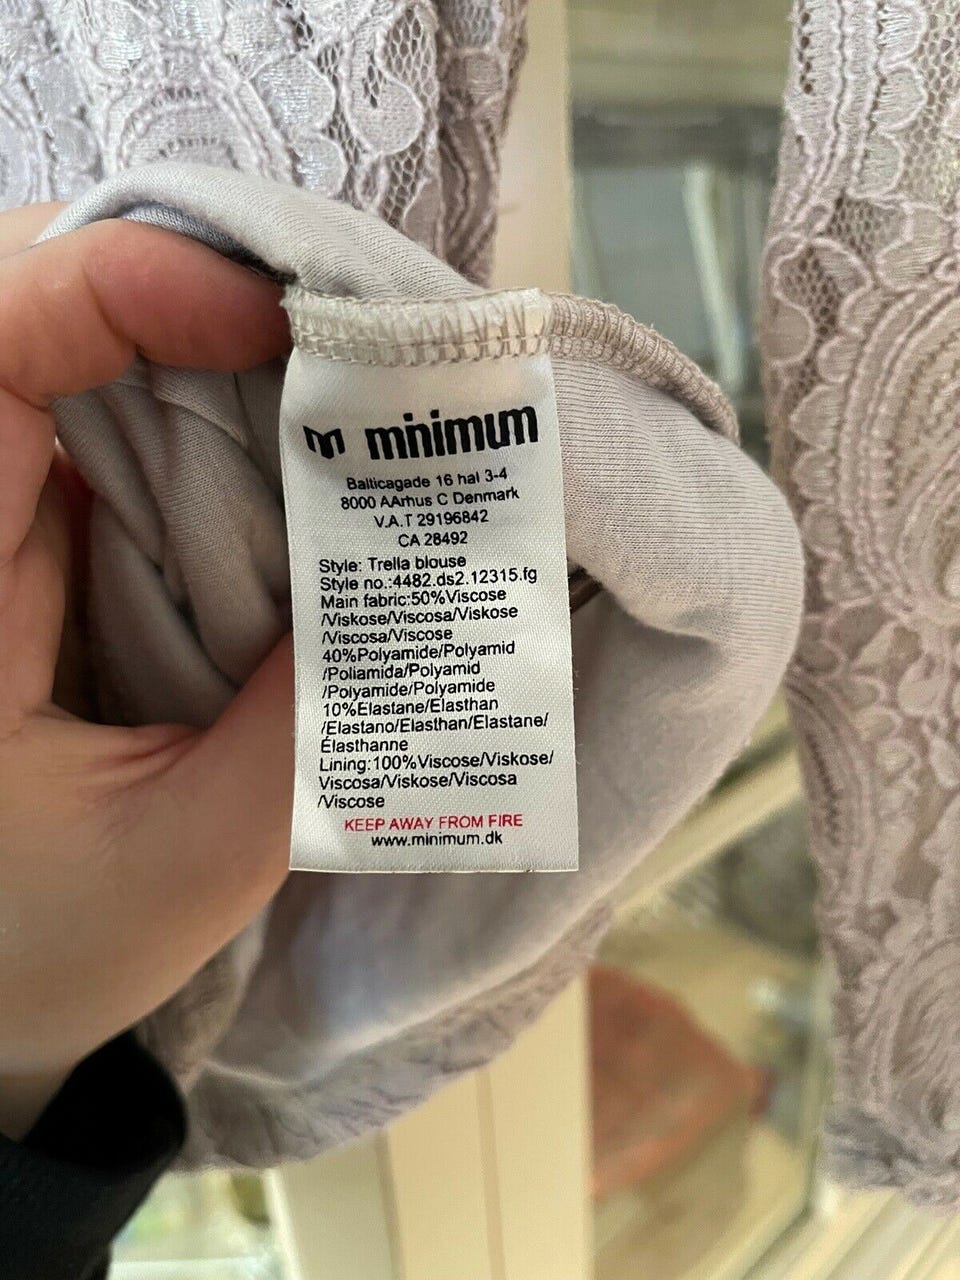 m minimum
Balticagade 16 hal 3-4
8000 AArhus C Denmark
V.A.T 29196842
CA 28492
Style: Trella blouse
Style no.:4482.ds2.12315.fg
Main fabric:50%Viscose
/Viskose/Viscosa/Viskose
/Viscosa/Viscose
40%Polyamide/Polyamid
/Poliamida/Polyamid
/Polyamide/Polyamide
10%Elastane/Elasthan
/Elastano/Elasthan/Elastane/
Élasthanne
Lining:100%Viscose/Viskose/
Viscosa/Viskose/Viscosa
/Viscose
KEEP AWAY FROM FIRE
www.minimum.dk